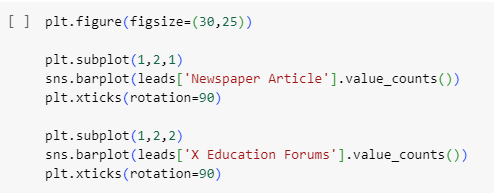 [ ] plt.figure(figsize=(30,25))
plt.subplot(1,2,1)
sns.barplot(leads['Newspaper Article'].value_counts())
plt.xticks(rotation=90)
plt.subplot(1,2,2)
sns.barplot(leads['X Education Forums'].value_counts())
plt.xticks(rotation=90)